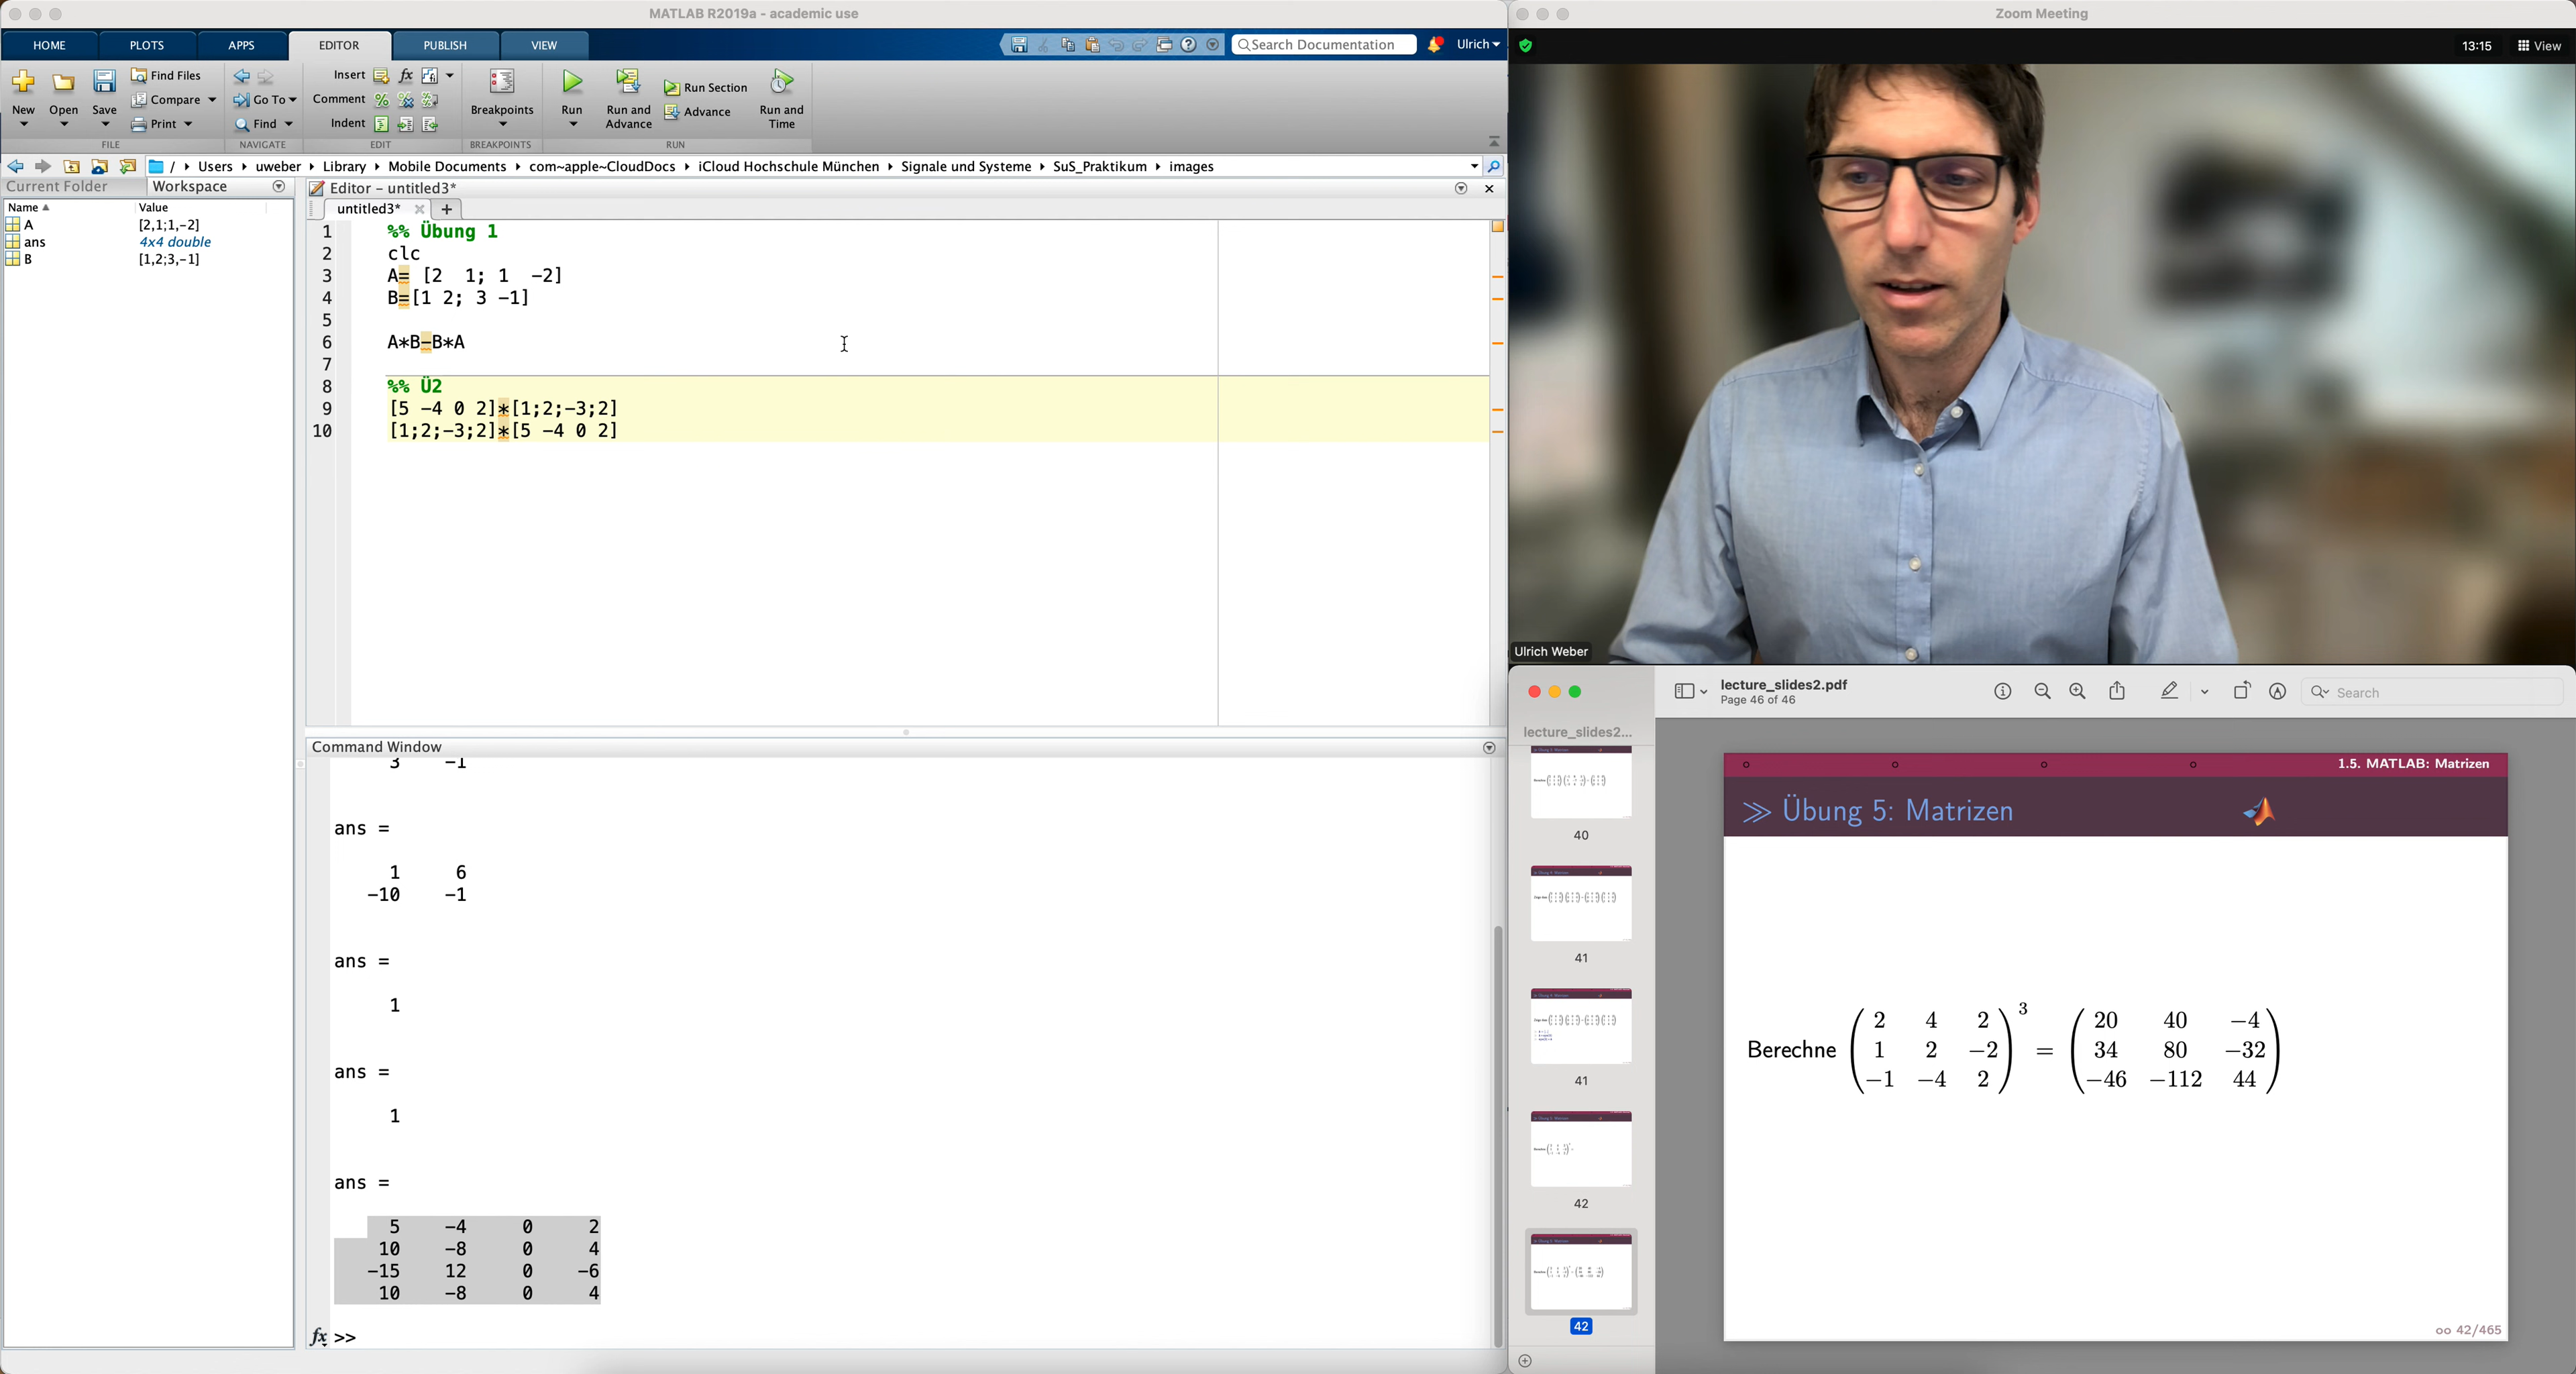 MATLAB R2019a - academic use
HOME PLOTS APPS EDITOR PUBLISH VIEW
Search Documentation Ulrich
New Open Save Find Files Compare Print
Go To Find
Insert fx
Comment
Indent
Breakpoints
Run Run and Advance Run Section Advance Run and Time
FILE NAVIGATE EDIT BREAKPOINTS RUN
/ Users uweber Library Mobile Documents com~apple~CloudDocs iCloud Hochschule München Signale und Systeme SuS_Praktikum images
Current Folder Workspace
Name Value
A [2,1;1,-2]
ans 4x4 double
B [1,2;3,-1]
Editor - untitled3*
untitled3*
1 %% Übung 1
2 clc
3 A= [2 1; 1 -2]
4 B=[1 2; 3 -1]
5
6 A*B-B*A
7
8 %% Ü2
9 [5 -4 0 2]*[1;2;-3;2]
10 [1;2;-3;2]*[5 -4 0 2]
Command Window
3 -1
ans =
1 6
-10 -1
ans =
1
ans =
1
ans =
5 -4 0 2
10 -8 0 4
-15 12 0 -6
10 -8 0 4
fx >>
Zoom Meeting
13:15 View
Ulrich Weber
lecture_slides2.pdf
Page 46 of 46
Search
lecture_slides2...
40
41
41
42
42
1.5. MATLAB: Matrizen
≫ Übung 5: Matrizen
Berechne
2 4 2
1 2 −2
−1 −4 2
3
=
20 40 −4
34 80 −32
−46 −112 44
42/465